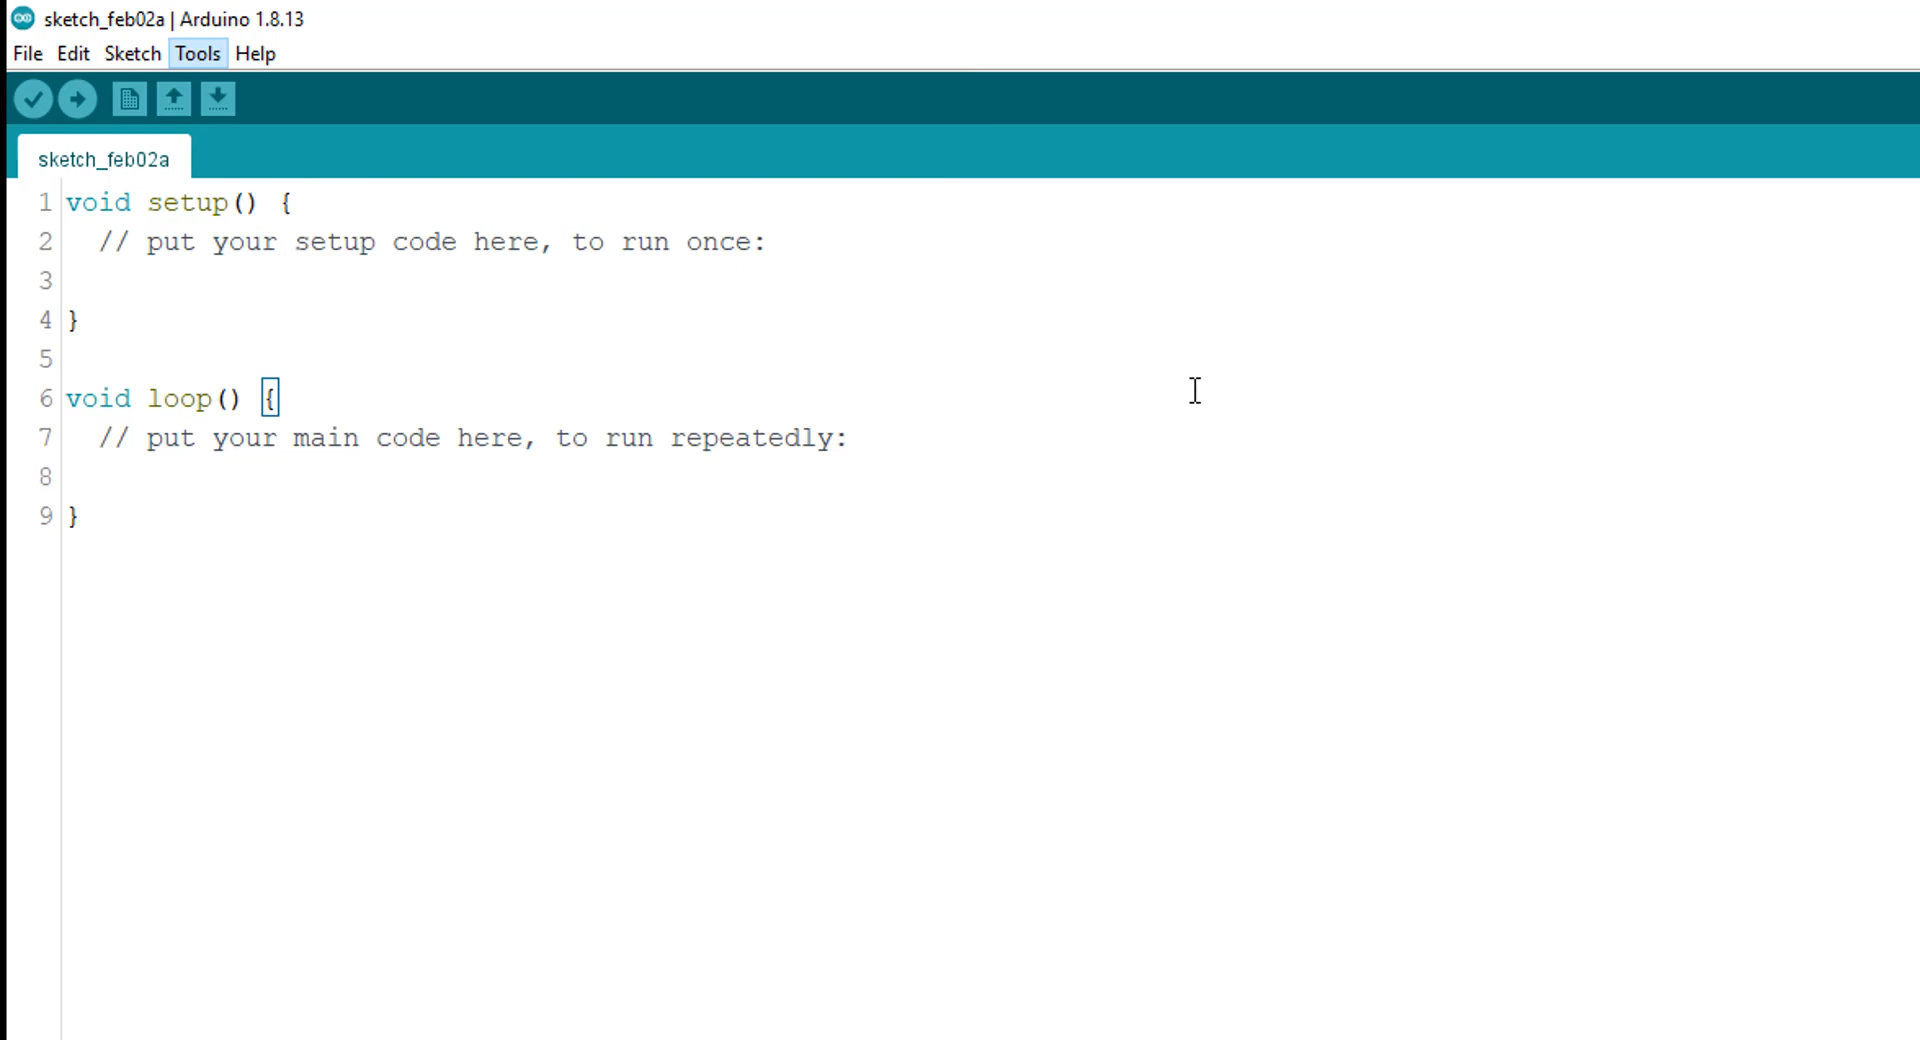 sketch_feb02a | Arduino 1.8.13
File Edit Sketch Tools Help
sketch_feb02a
1 void setup() {
2   // put your setup code here, to run once:
3
4 }
5
6 void loop() {
7   // put your main code here, to run repeatedly:
8
9 }